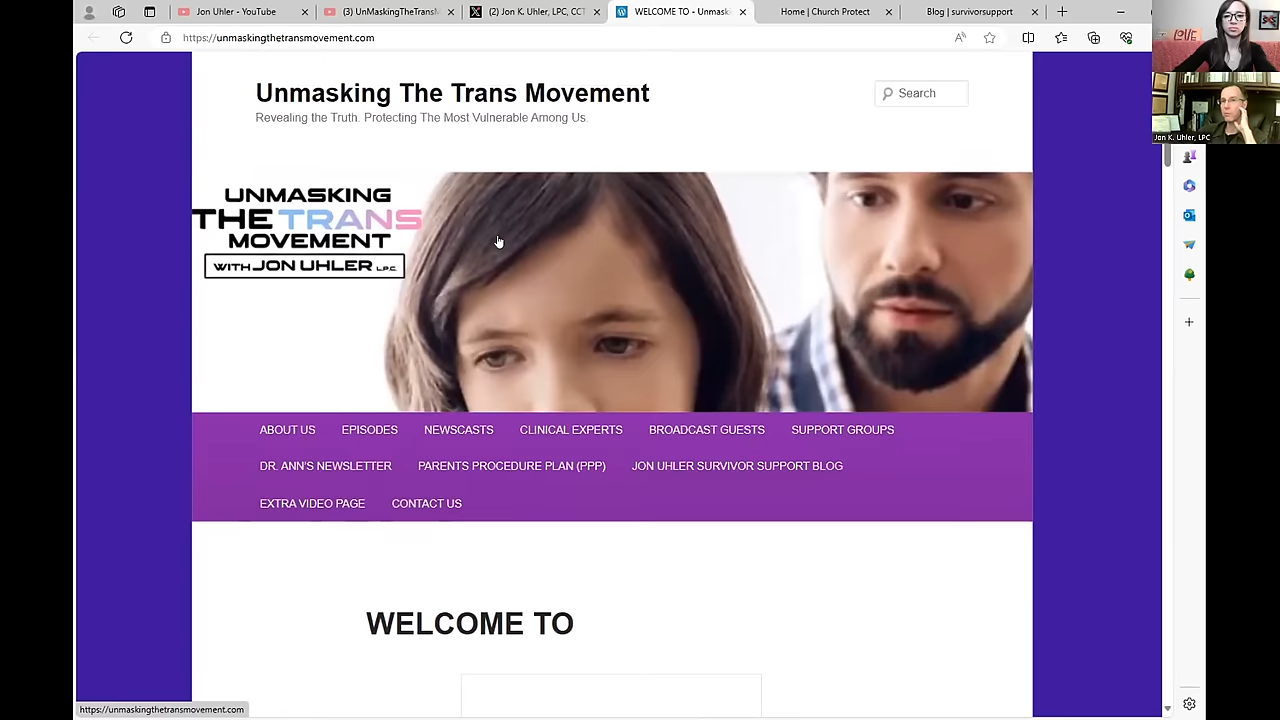 Jon Uhler - YouTube
(3) UnMaskingTheTransM
(2) Jon K. Uhler, LPC, CCT
WELCOME TO - Unmask
Home | Church Protect
Blog | survivorsupport
https://unmaskingthetransmovement.com
LOVE
Jon K. Uhler, LPC
Unmasking The Trans Movement
Search
Revealing the Truth. Protecting The Most Vulnerable Among Us.
UNMASKING
THE TRANS
MOVEMENT
WITH JON UHLER L.P.C.
ABOUT US EPISODES NEWSCASTS CLINICAL EXPERTS BROADCAST GUESTS SUPPORT GROUPS
DR. ANN'S NEWSLETTER PARENTS PROCEDURE PLAN (PPP) JON UHLER SURVIVOR SUPPORT BLOG
EXTRA VIDEO PAGE CONTACT US
WELCOME TO
https://unmaskingthetransmovement.com